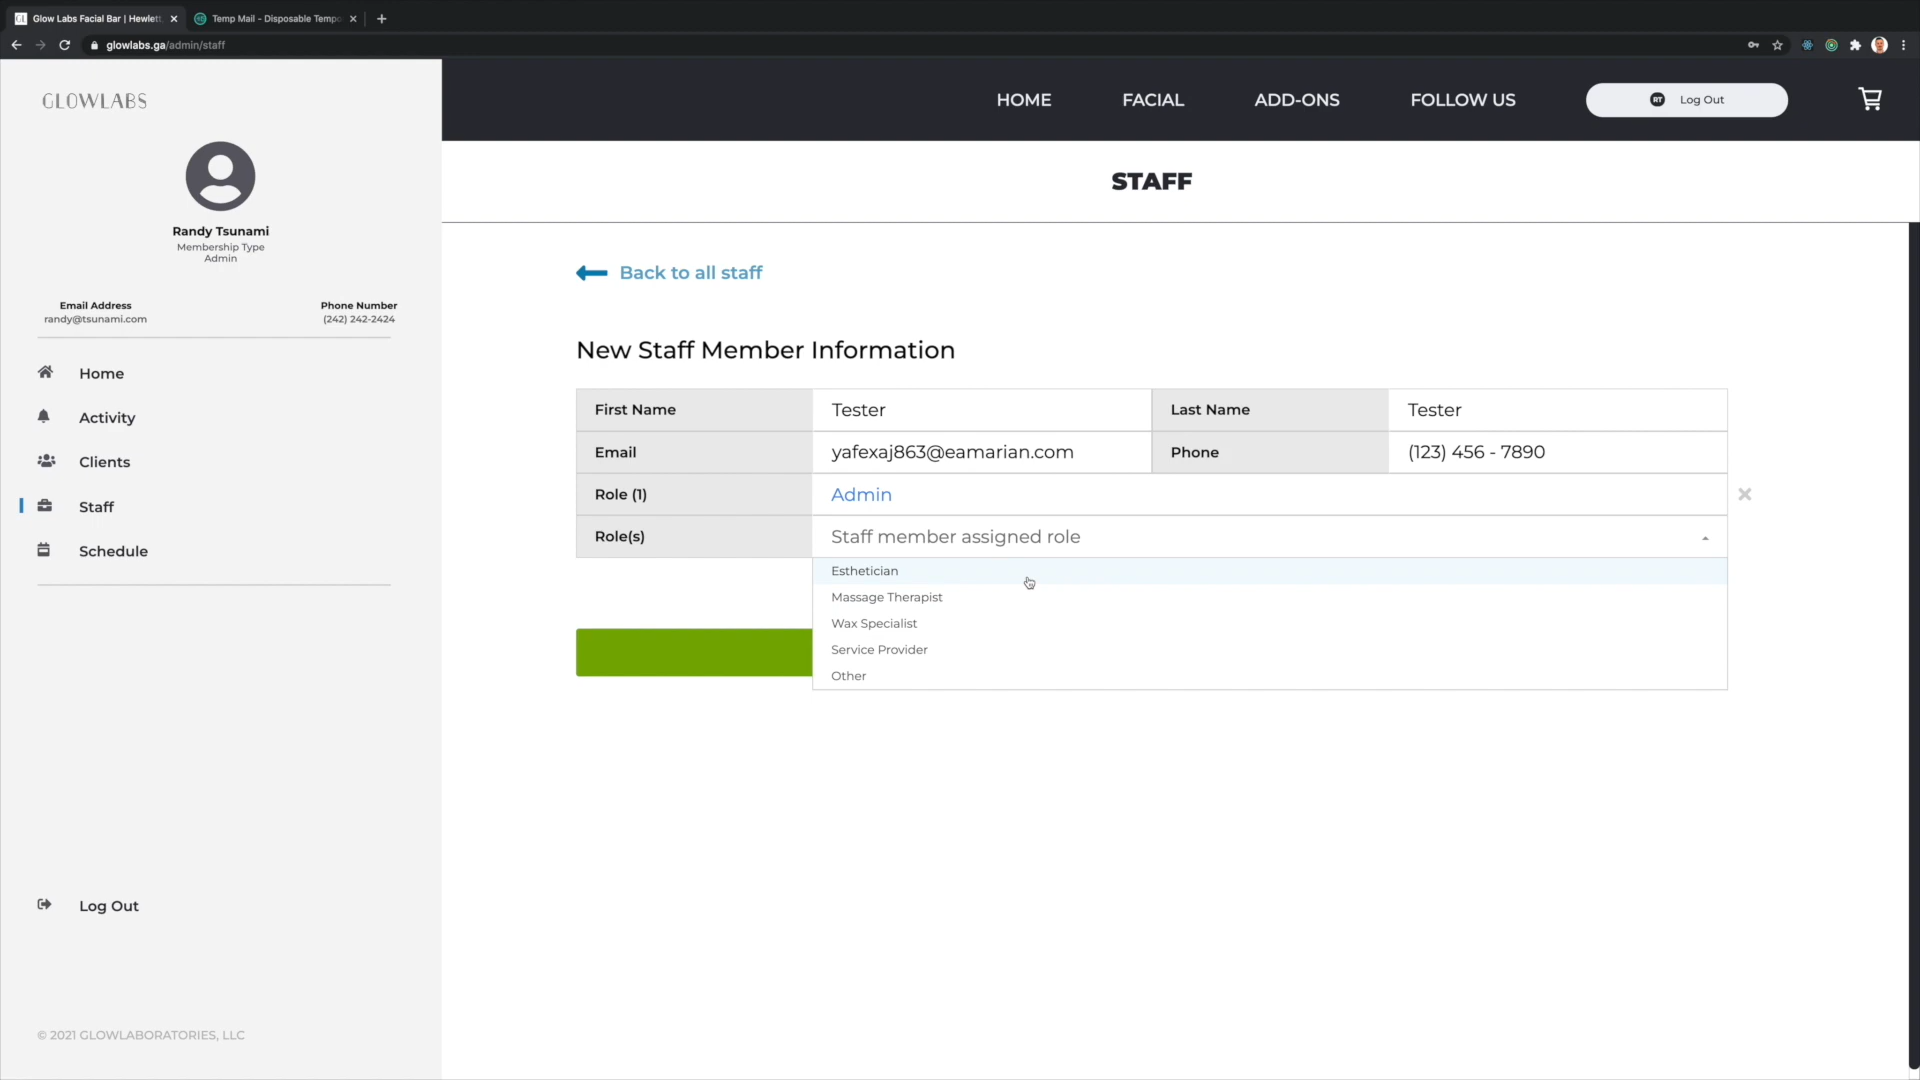 Glow Labs Facial Bar | Hewlett
Temp Mail - Disposable Tempo
glowlabs.ga/admin/staff
GLOWLABS
HOME
FACIAL
ADD-ONS
FOLLOW US
RT
Log Out
STAFF
Randy Tsunami
Membership Type
Admin
Email Address
randy@tsunami.com
Phone Number
(242) 242-2424
Home
Activity
Clients
Staff
Schedule
Log Out
© 2021 GLOWLABORATORIES, LLC
Back to all staff
New Staff Member Information
First Name
Tester
Last Name
Tester
Email
yafexaj863@eamarian.com
Phone
(123) 456 - 7890
Role (1)
Admin
Role(s)
Staff member assigned role
Esthetician
Massage Therapist
Wax Specialist
Service Provider
Other